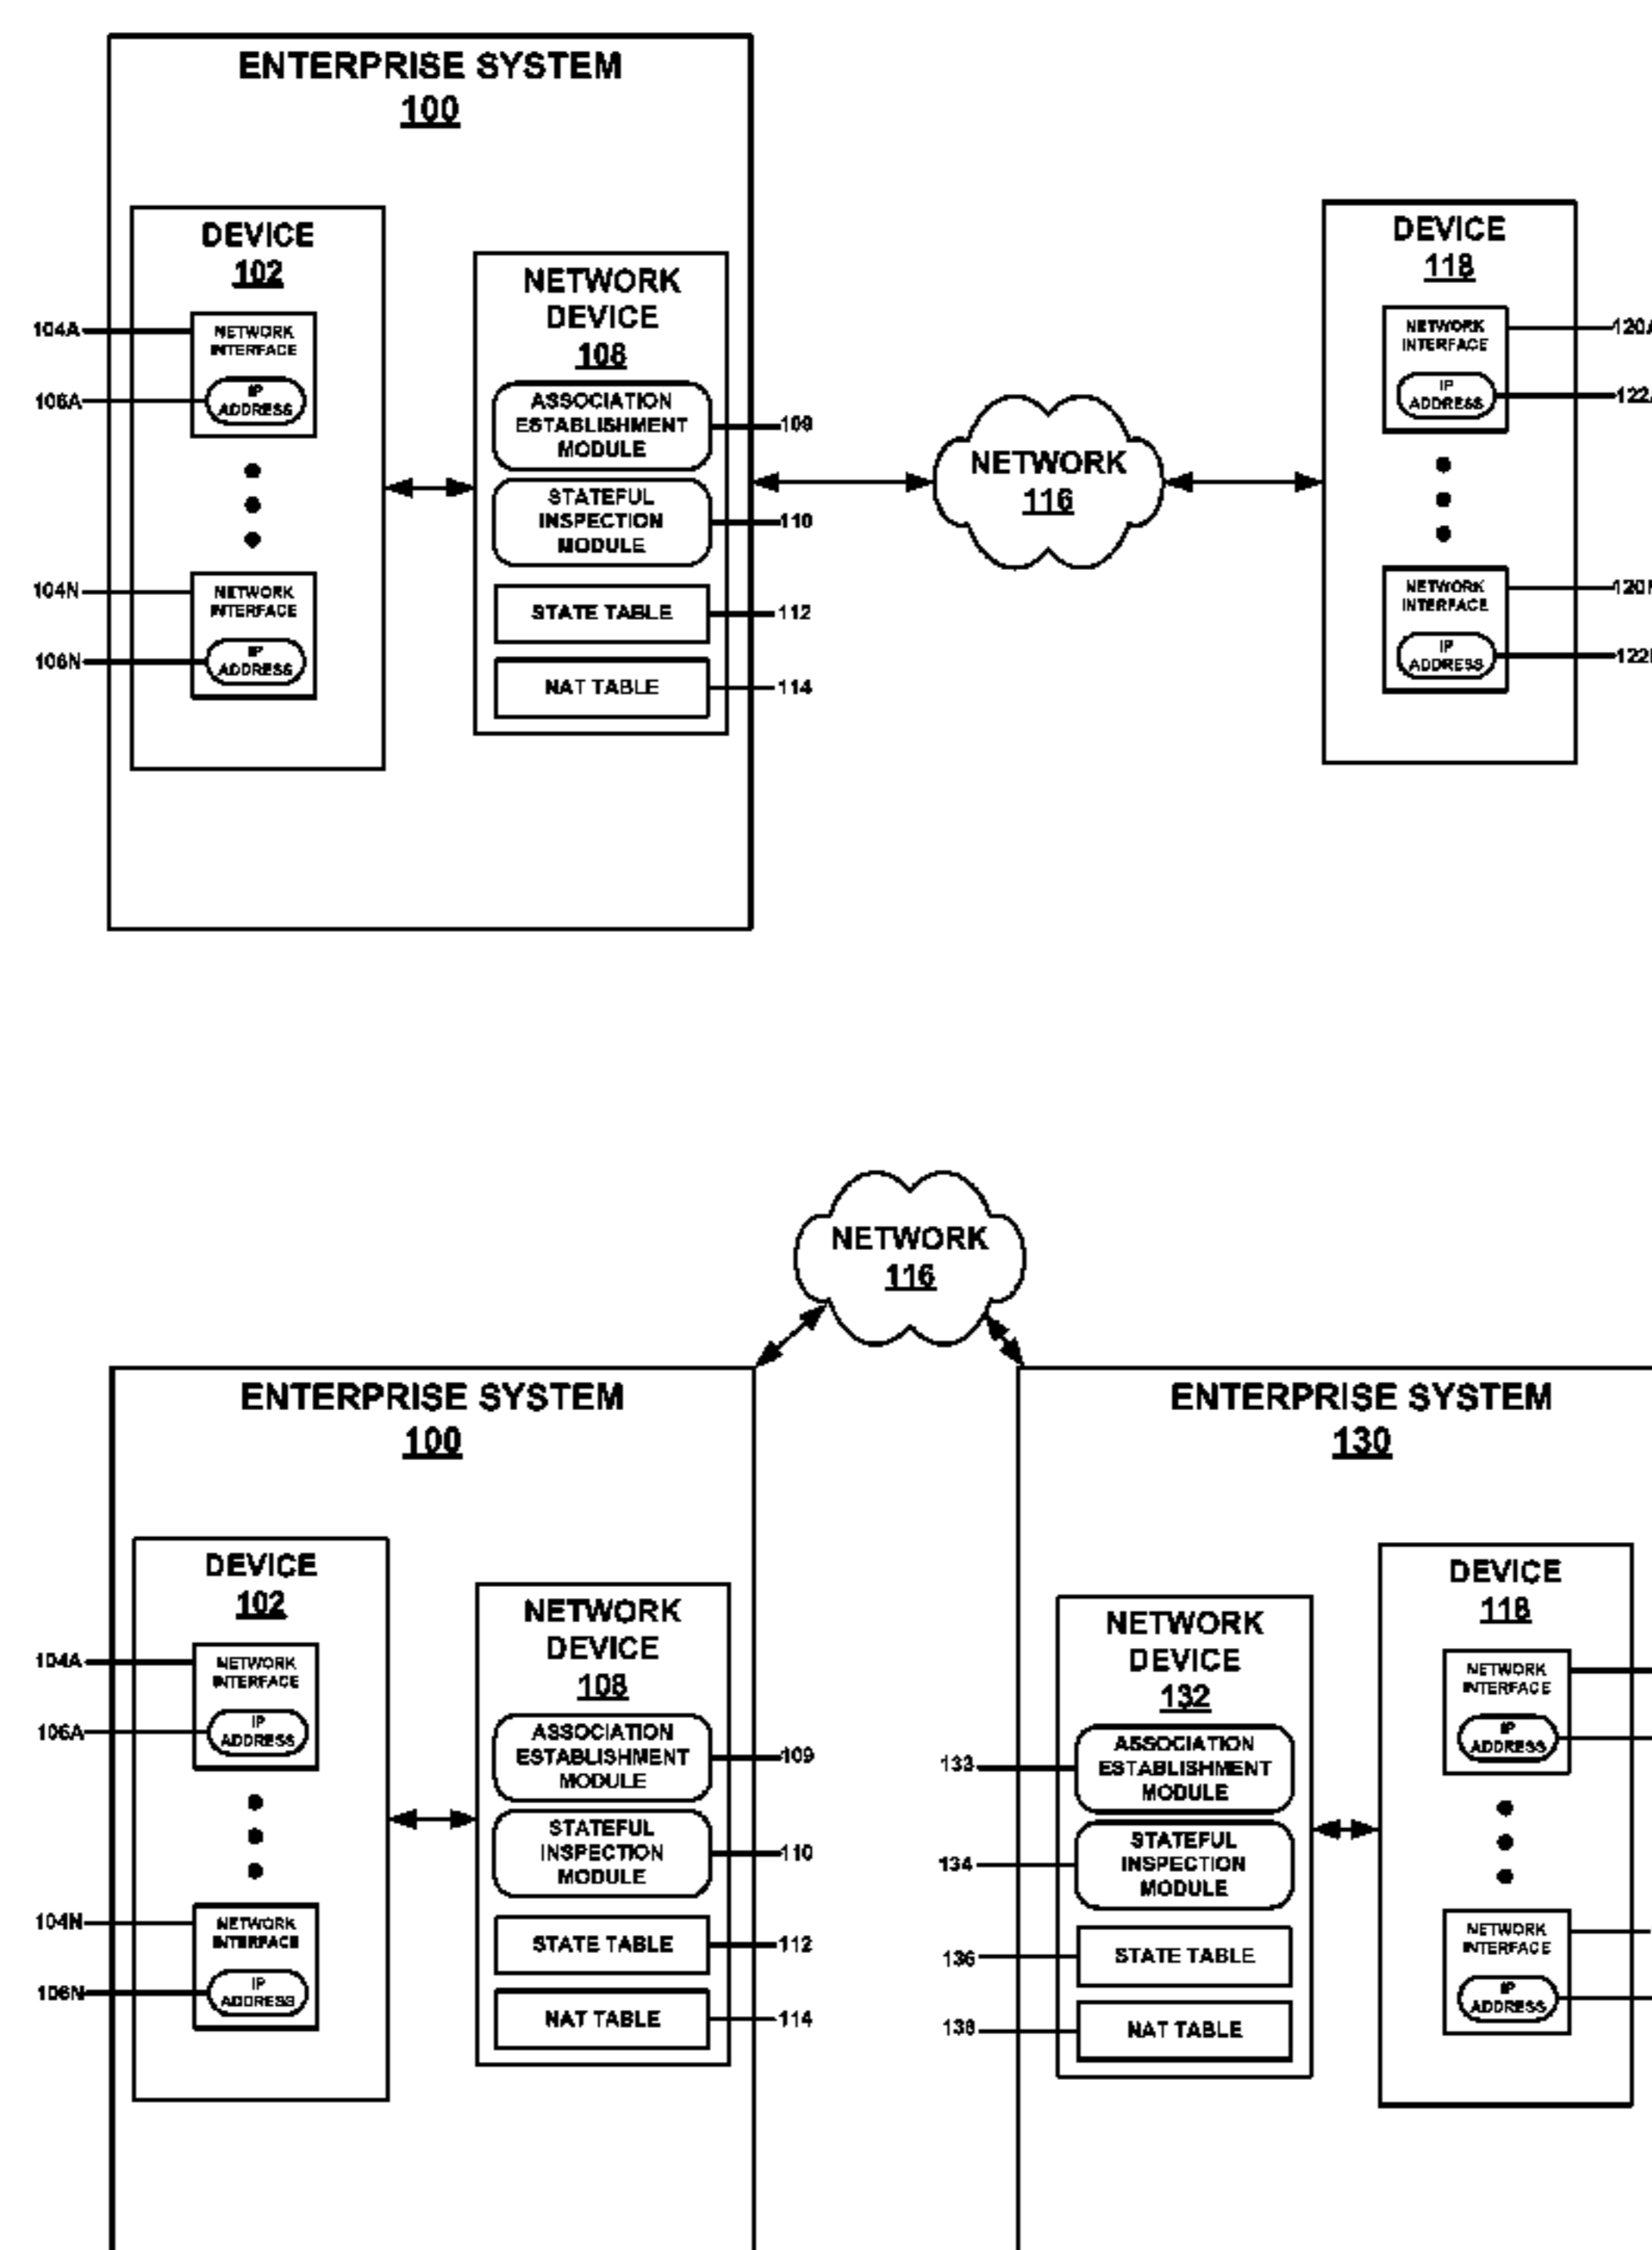 ENTERPRISE SYSTEM
100
DEVICE
102
104A
NETWORK
INTERFACE
106A
IP
ADDRESS
104N
NETWORK
INTERFACE
106N
IP
ADDRESS
NETWORK
DEVICE
108
ASSOCIATION
ESTABLISHMENT
MODULE
109
STATEFUL
INSPECTION
MODULE
110
STATE TABLE
112
NAT TABLE
114
NETWORK
116
DEVICE
118
NETWORK
INTERFACE
120A
IP
ADDRESS
122A
NETWORK
INTERFACE
120N
IP
ADDRESS
NETWORK
116
ENTERPRISE SYSTEM
100
DEVICE
102
104A
NETWORK
INTERFACE
106A
IP
ADDRESS
104N
NETWORK
INTERFACE
106N
IP
ADDRESS
NETWORK
DEVICE
108
ASSOCIATION
ESTABLISHMENT
MODULE
109
STATEFUL
INSPECTION
MODULE
110
STATE TABLE
112
NAT TABLE
114
ENTERPRISE SYSTEM
130
NETWORK
DEVICE
132
133
ASSOCIATION
ESTABLISHMENT
MODULE
134
STATEFUL
INSPECTION
MODULE
136
STATE TABLE
138
NAT TABLE
DEVICE
118
NETWORK
INTERFACE
IP
ADDRESS
NETWORK
INTERFACE
IP
ADDRESS